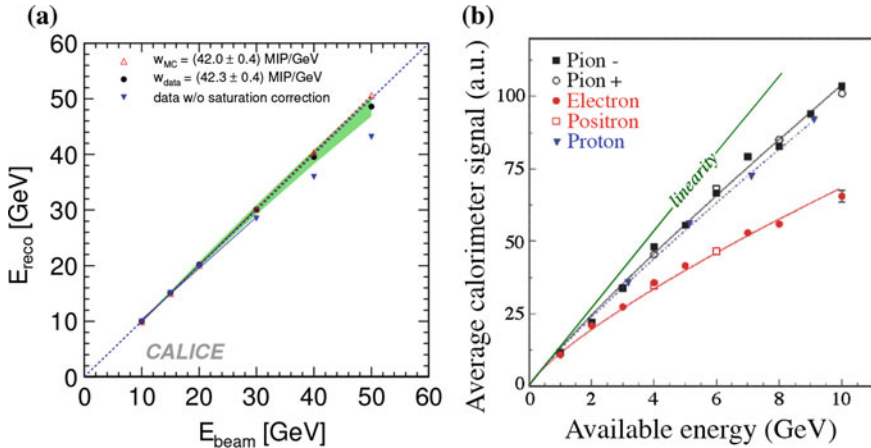 (a)
60
50
40
30
20
10
0
E_reco [GeV]
w_MC = (42.0 ± 0.4) MIP/GeV
w_data = (42.3 ± 0.4) MIP/GeV
data w/o saturation correction
CALICE
0 10 20 30 40 50 60
E_beam [GeV]
(b)
Average calorimeter signal (a.u.)
100
75
50
25
0
Pion -
Pion +
Electron
Positron
Proton
linearity
0 2 4 6 8 10
Available energy (GeV)